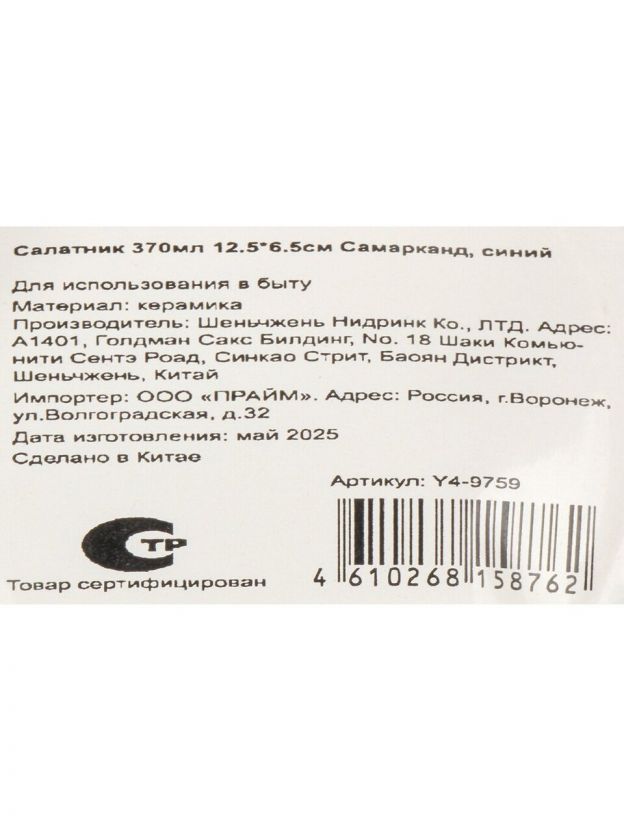 Салатник 370мл 12.5*6.5см Самарканд, синий
Для использования в быту
Материал: керамика
Производитель: Шеньчжень Нидринк Ко., ЛТД. Адрес:
А1401, Голдман Сакс Билдинг, No. 18 Шаки Комью-
нити Сентэ Роад, Синкао Стрит, Баоян Дистрикт,
Шеньчжень, Китай
Импортер: ООО «ПРАЙМ». Адрес: Россия, г.Воронеж,
ул.Волгоградская, д.32
Дата изготовления: май 2025
Сделано в Китае
Артикул: Y4-9759
СТР
Товар сертифицирован
4 610268 158762